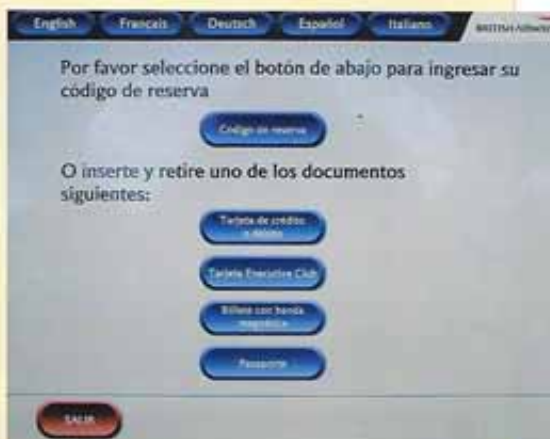 English Français Deutsch Español Italiano BRITISH AIRWAYS
Por favor seleccione el botón de abajo para ingresar su
código de reserva
Código de reserva
O inserte y retire uno de los documentos
siguientes:
Tarjeta de crédito
o débito
Tarjeta Executive Club
Billete con banda
magnética
Pasaporte
SALIR